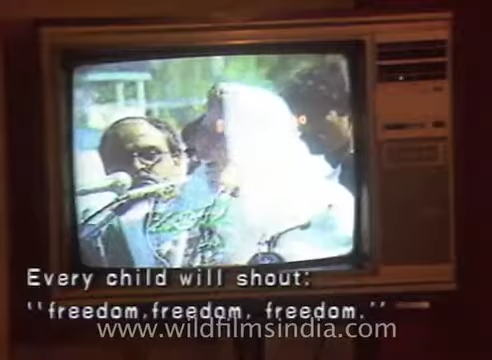 Every child will shout:
"freedom, freedom, freedom."
www.wildfilmsindia.com